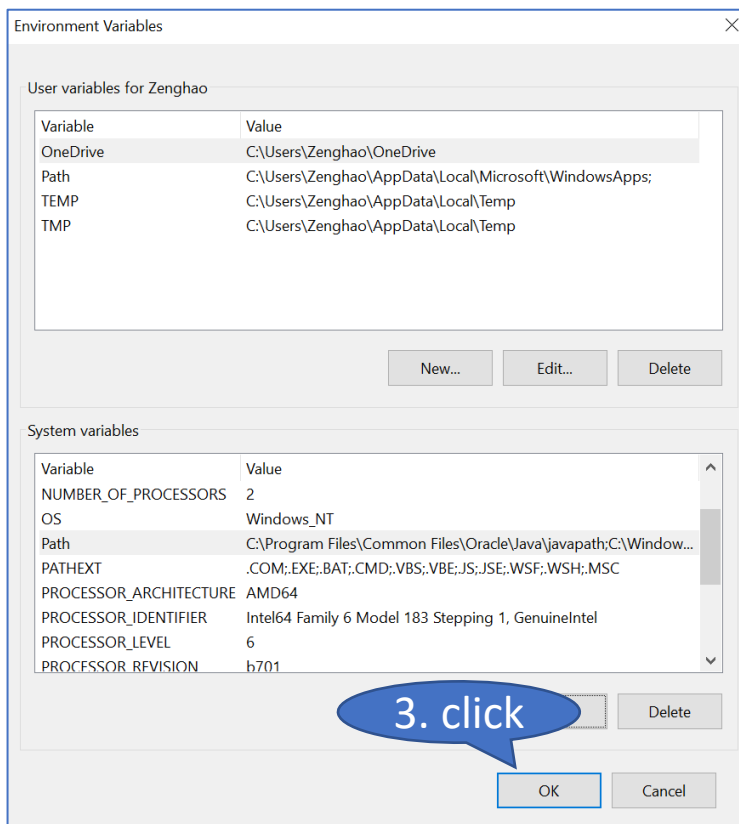 Environment Variables
User variables for Zenghao
Variable Value
OneDrive C:\Users\Zenghao\OneDrive
Path C:\Users\Zenghao\AppData\Local\Microsoft\WindowsApps;
TEMP C:\Users\Zenghao\AppData\Local\Temp
TMP C:\Users\Zenghao\AppData\Local\Temp
New... Edit... Delete
System variables
Variable Value
NUMBER_OF_PROCESSORS 2
OS Windows_NT
Path C:\Program Files\Common Files\Oracle\Java\javapath;C:\Window...
PATHEXT .COM;.EXE;.BAT;.CMD;.VBS;.VBE;.JS;.JSE;.WSF;.WSH;.MSC
PROCESSOR_ARCHITECTURE AMD64
PROCESSOR_IDENTIFIER Intel64 Family 6 Model 183 Stepping 1, GenuineIntel
PROCESSOR_LEVEL 6
PROCESSOR_REVISION b701
3. click Delete
OK Cancel